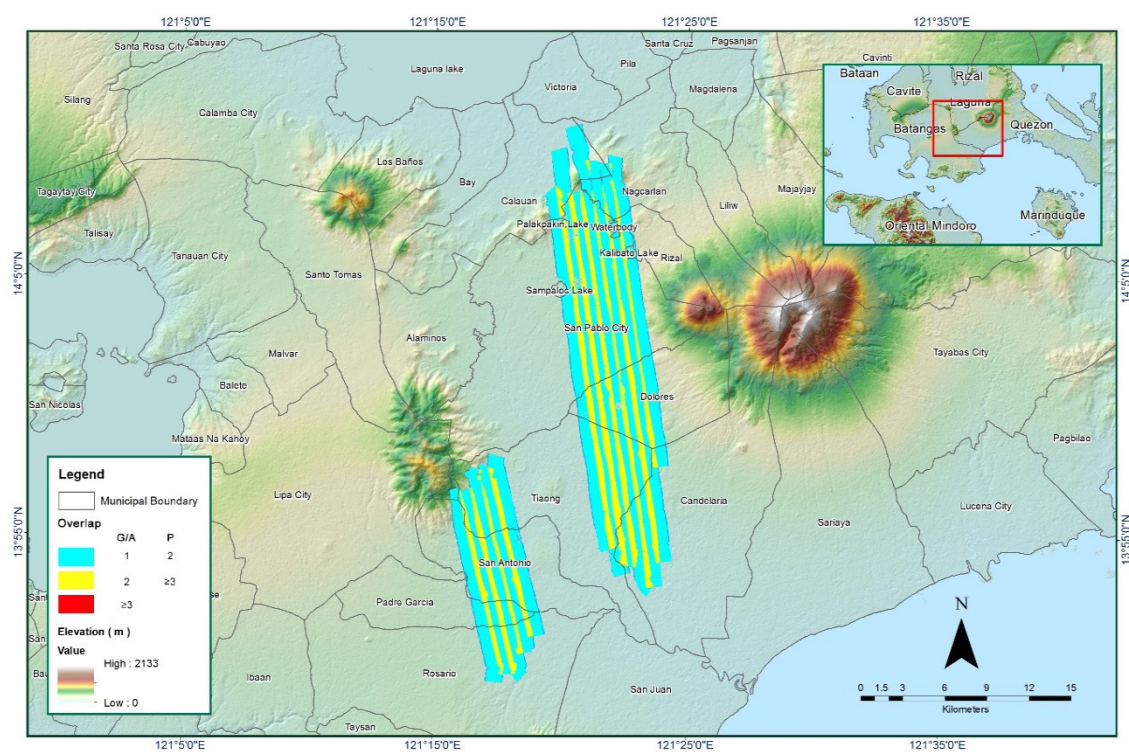 121°5'0"E
121°15'0"E
121°25'0"E
121°35'0"E
Santa Rosa City
Cabuyao
Santa Cruz
Pagsanjan
Laguna lake
Pila
Cavinti
Victoria
Magdalena
Silang
Calamba City
Los Baños
Bay
Nagcarlan
Majayjay
Tagaytay City
Calauan
Liliw
Talisay
Palakpakin Lake
Waterbody
Tanauan City
Kalibato Lake
Rizal
Santo Tomas
Sampaloc Lake
San Pablo City
Alaminos
Tayabas City
Malvar
Balete
San Nicolas
Dolores
Mataas Na Kahoy
Pagbilao
Lipa City
Tiaong
Candelaria
Lucena City
Sariaya
San Antonio
Padre Garcia
Rosario
San Juan
Ibaan
Taysan
14°5'0"N
14°5'0"N
13°55'0"N
13°55'0"N
Bataan
Rizal
Cavite
Laguna
Batangas
Quezon
Marinduque
Oriental Mindoro
Legend
Municipal Boundary
Overlap
G/A P
1 2
2 ≥3
≥3
Elevation ( m )
Value
High : 2133
Low : 0
N
0 1.5 3 6 9 12 15
Kilometers
121°5'0"E
121°15'0"E
121°25'0"E
121°35'0"E